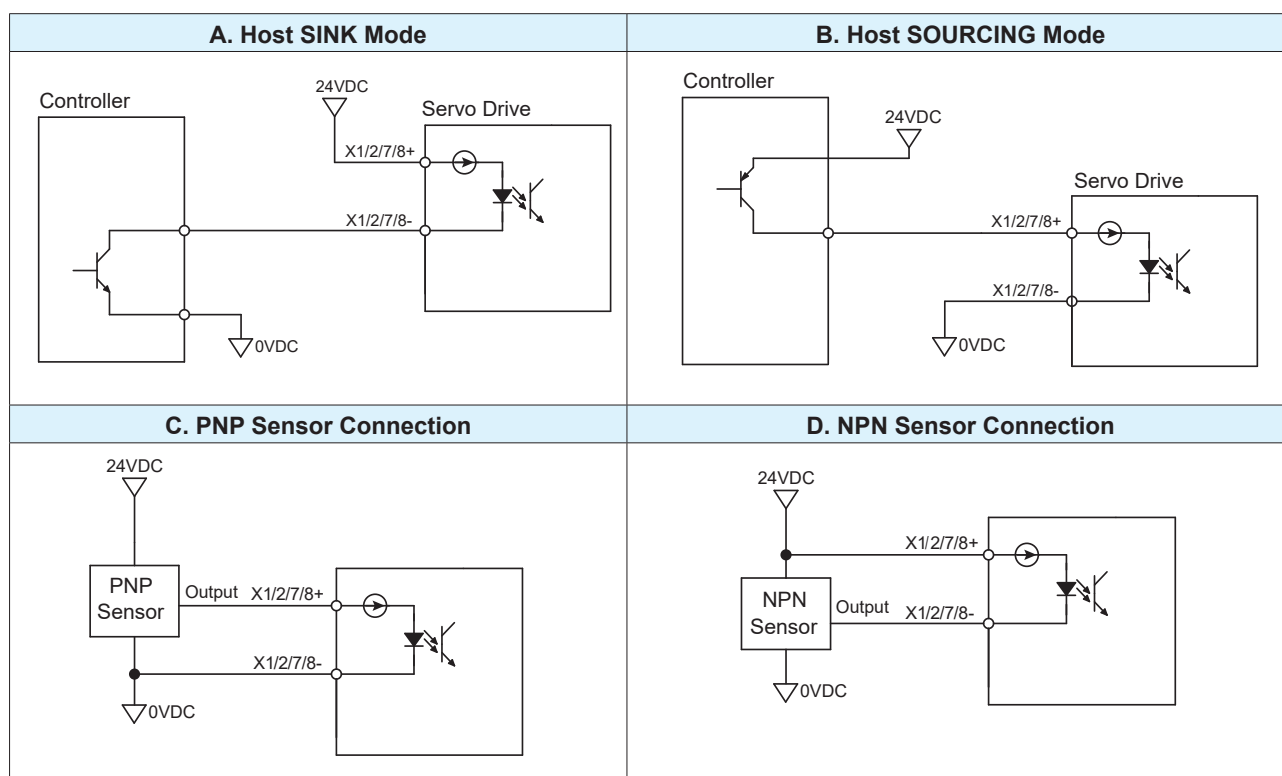 A. Host SINK Mode
24VDC
Controller
Servo Drive
X1/2/7/8+
X1/2/7/8-
0VDC
B. Host SOURCING Mode
Controller
24VDC
Servo Drive
X1/2/7/8+
X1/2/7/8-
0VDC
C. PNP Sensor Connection
24VDC
PNP
Sensor
Output X1/2/7/8+
X1/2/7/8-
0VDC
D. NPN Sensor Connection
24VDC
X1/2/7/8+
NPN
Sensor
Output X1/2/7/8-
0VDC